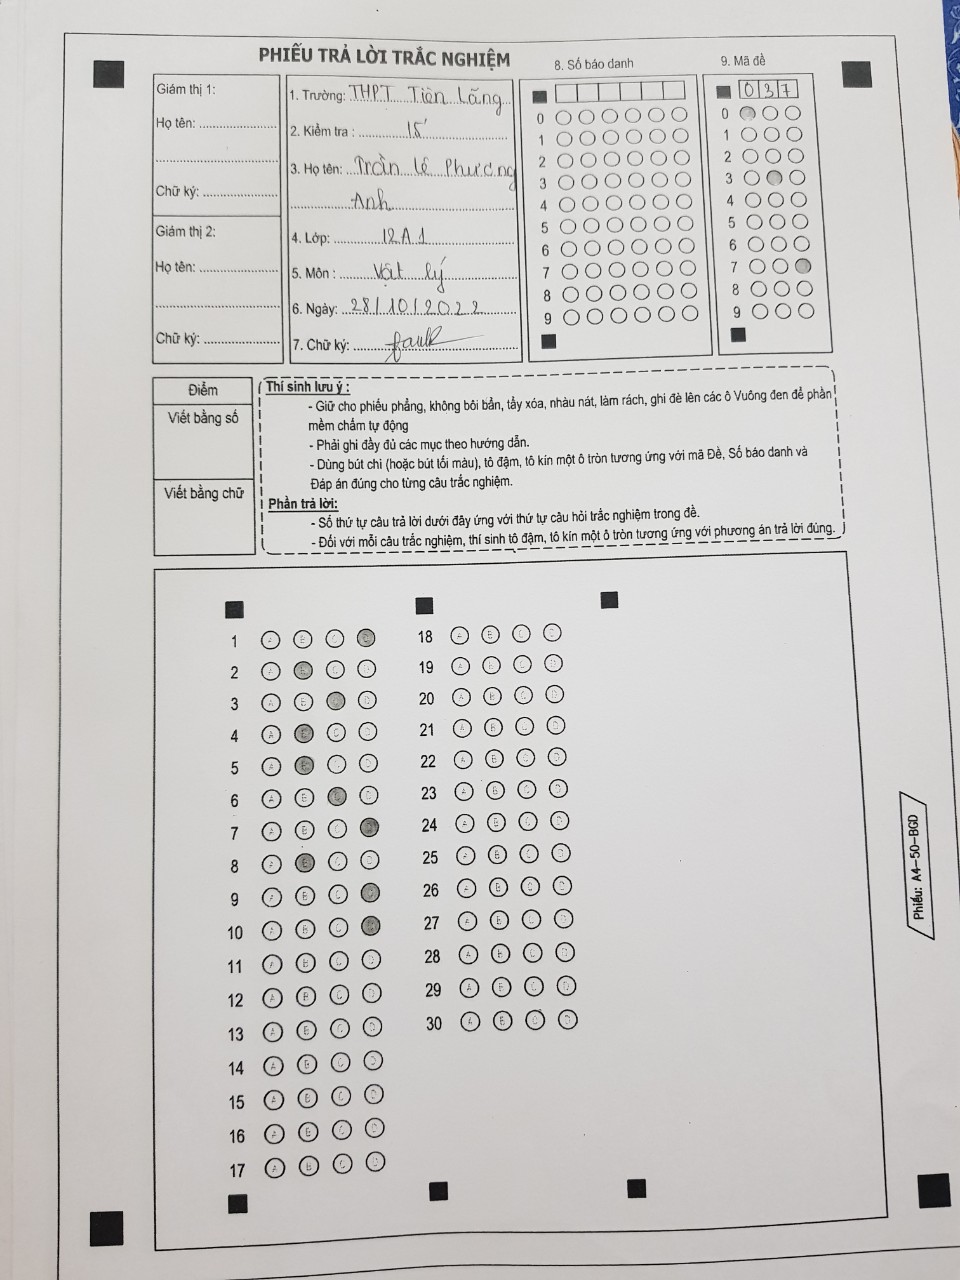 PHIẾU TRẢ LỜI TRẮC NGHIỆM
Giám thị 1:
Họ tên:
Chữ ký:
Giám thị 2:
Họ tên:
Chữ ký:
1. Trường: THPT Tiên Lãng
2. Kiểm tra : 15'
3. Họ tên: Trần Lê Phương
Anh
4. Lớp: 12A1
5. Môn : Vật lý
6. Ngày: 28/10/2022
7. Chữ ký:
8. Số báo danh
0
1
2
3
4
5
6
7
8
9
9. Mã đề
0 3 7
0
1
2
3
4
5
6
7
8
9
Điểm
Viết bằng số
Viết bằng chữ
Thí sinh lưu ý :
- Giữ cho phiếu phẳng, không bôi bẩn, tẩy xóa, nhàu nát, làm rách, ghi đè lên các ô Vuông đen để phần
mềm chấm tự động
- Phải ghi đầy đủ các mục theo hướng dẫn.
- Dùng bút chì (hoặc bút tối màu), tô đậm, tô kín một ô tròn tương ứng với mã Đề, Số báo danh và
Đáp án đúng cho từng câu trắc nghiệm.
Phần trả lời:
- Số thứ tự câu trả lời dưới đây ứng với thứ tự câu hỏi trắc nghiệm trong đề.
- Đối với mỗi câu trắc nghiệm, thí sinh tô đậm, tô kín một ô tròn tương ứng với phương án trả lời đúng.
1 A B C D
2 A B C D
3 A B C D
4 A B C D
5 A B C D
6 A B C D
7 A B C D
8 A B C D
9 A B C D
10 A B C D
11 A B C D
12 A B C D
13 A B C D
14 A B C D
15 A B C D
16 A B C D
17 A B C D
18 A B C D
19 A B C D
20 A B C D
21 A B C D
22 A B C D
23 A B C D
24 A B C D
25 A B C D
26 A B C D
27 A B C D
28 A B C D
29 A B C D
30 A B C D
Phiếu: A4-50-BGD